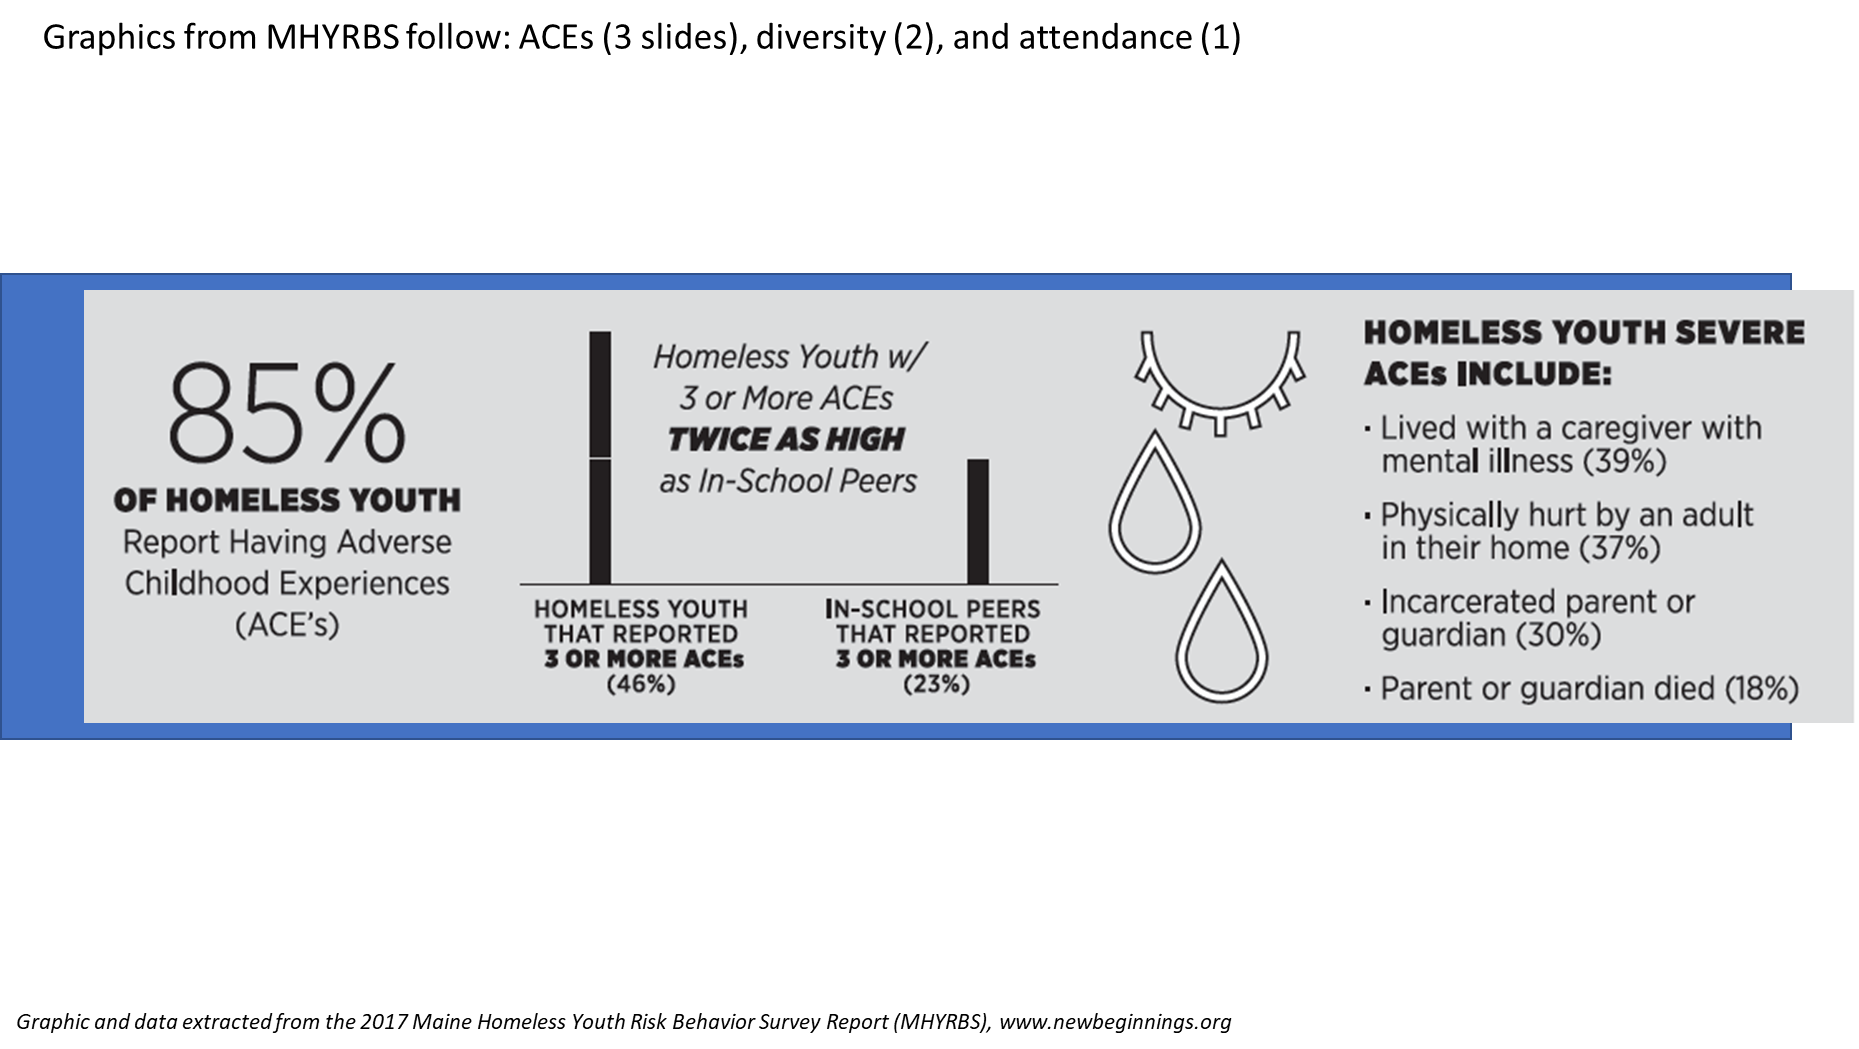 Graphics from MHYRBS follow: ACEs (3 slides), diversity (2), and attendance (1)
85%
OF HOMELESS YOUTH
Report Having Adverse
Childhood Experiences
(ACE's)
Homeless Youth w/
3 or More ACEs
TWICE AS HIGH
as In-School Peers
HOMELESS YOUTH
THAT REPORTED
3 OR MORE ACEs
(46%)
IN-SCHOOL PEERS
THAT REPORTED
3 OR MORE ACEs
(23%)
HOMELESS YOUTH SEVERE
ACEs INCLUDE:
· Lived with a caregiver with
mental illness (39%)
· Physically hurt by an adult
in their home (37%)
· Incarcerated parent or
guardian (30%)
· Parent or guardian died (18%)
Graphic and data extracted from the 2017 Maine Homeless Youth Risk Behavior Survey Report (MHYRBS), www.newbeginnings.org